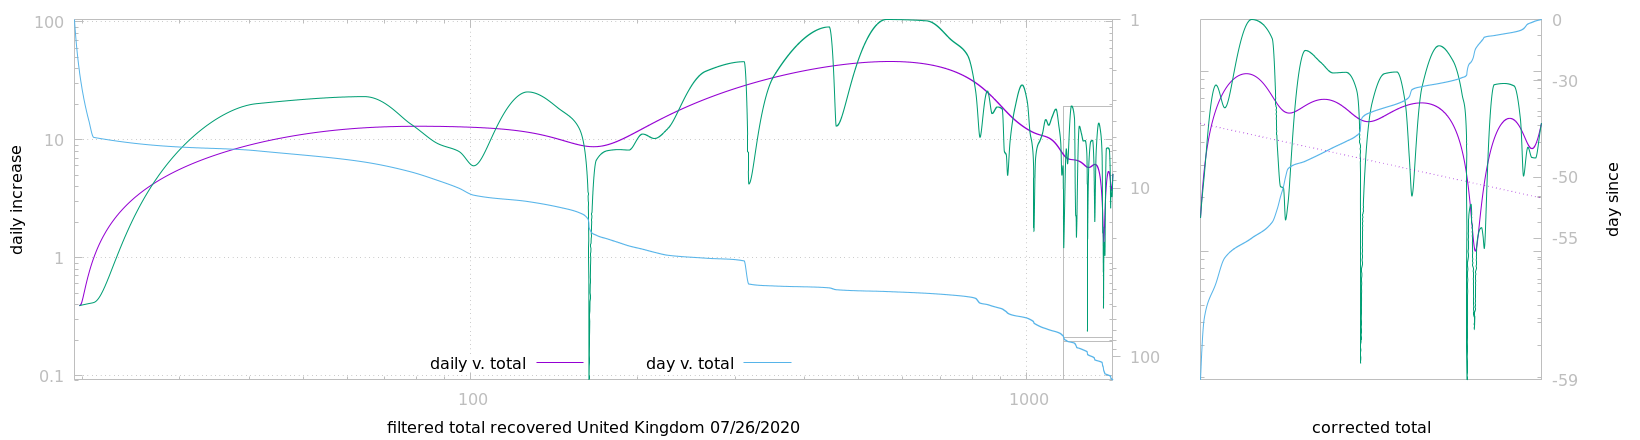 100
10
1
0.1
daily increase
daily v. total
day v. total
100
1000
filtered total recovered United Kingdom 07/26/2020
1
10
100
0
-30
-50
-55
-59
day since
corrected total